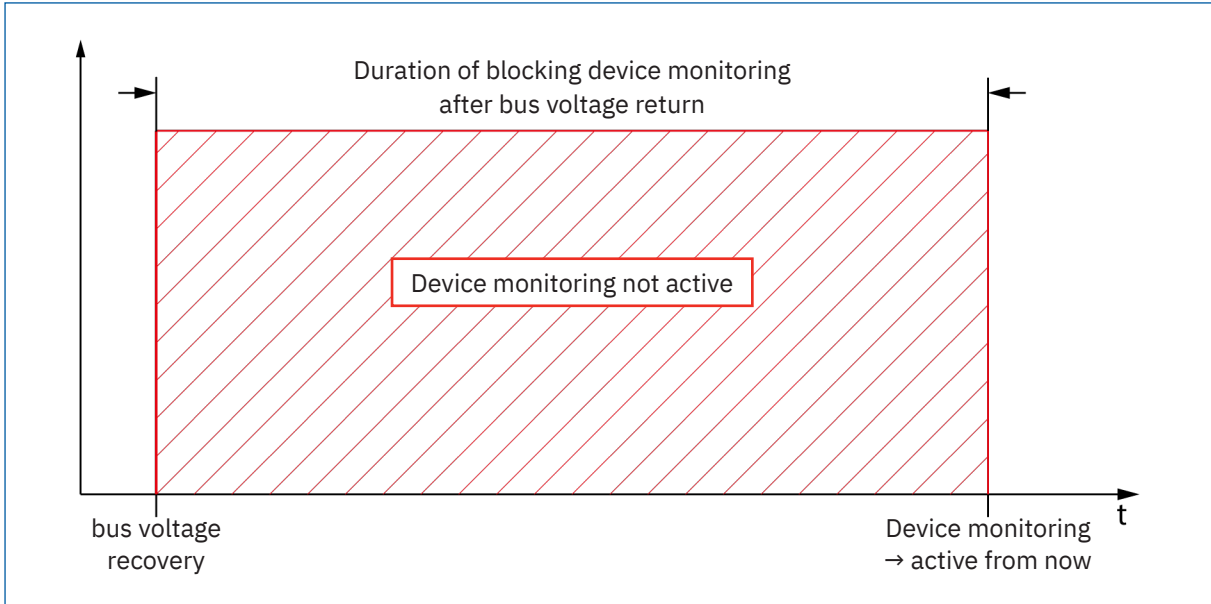 Duration of blocking device monitoring
after bus voltage return
Device monitoring not active
t
bus voltage
recovery
Device monitoring
→ active from now